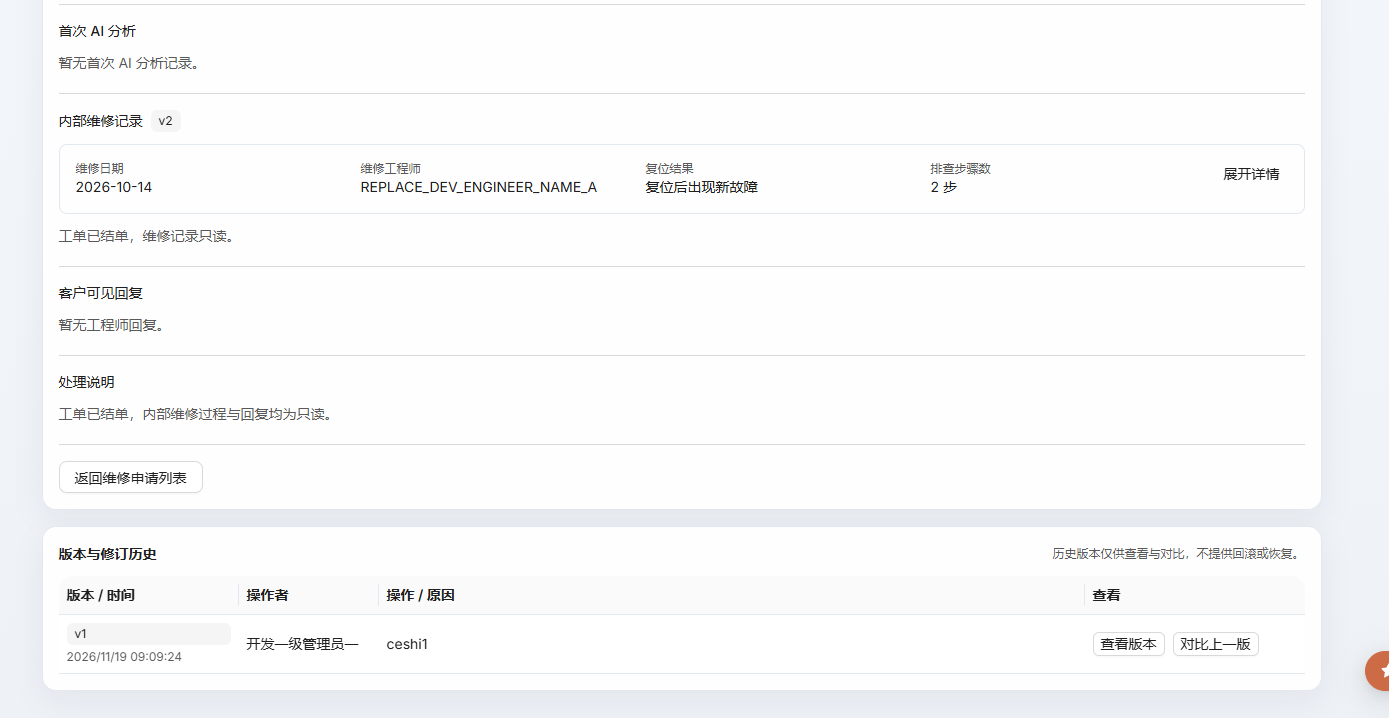 首次 AI 分析
暂无首次 AI 分析记录。
内部维修记录 v2
维修日期 维修工程师 复位结果 排查步骤数
2026-10-14 REPLACE_DEV_ENGINEER_NAME_A 复位后出现新故障 2 步 展开详情
工单已结单，维修记录只读。
客户可见回复
暂无工程师回复。
处理说明
工单已结单，内部维修过程与回复均为只读。
返回维修申请列表
版本与修订历史 历史版本仅供查看与对比，不提供回滚或恢复。
版本 / 时间 操作者 操作 / 原因 查看
v1
2026/11/19 09:09:24 开发一级管理员一 ceshi1 查看版本 对比上一版